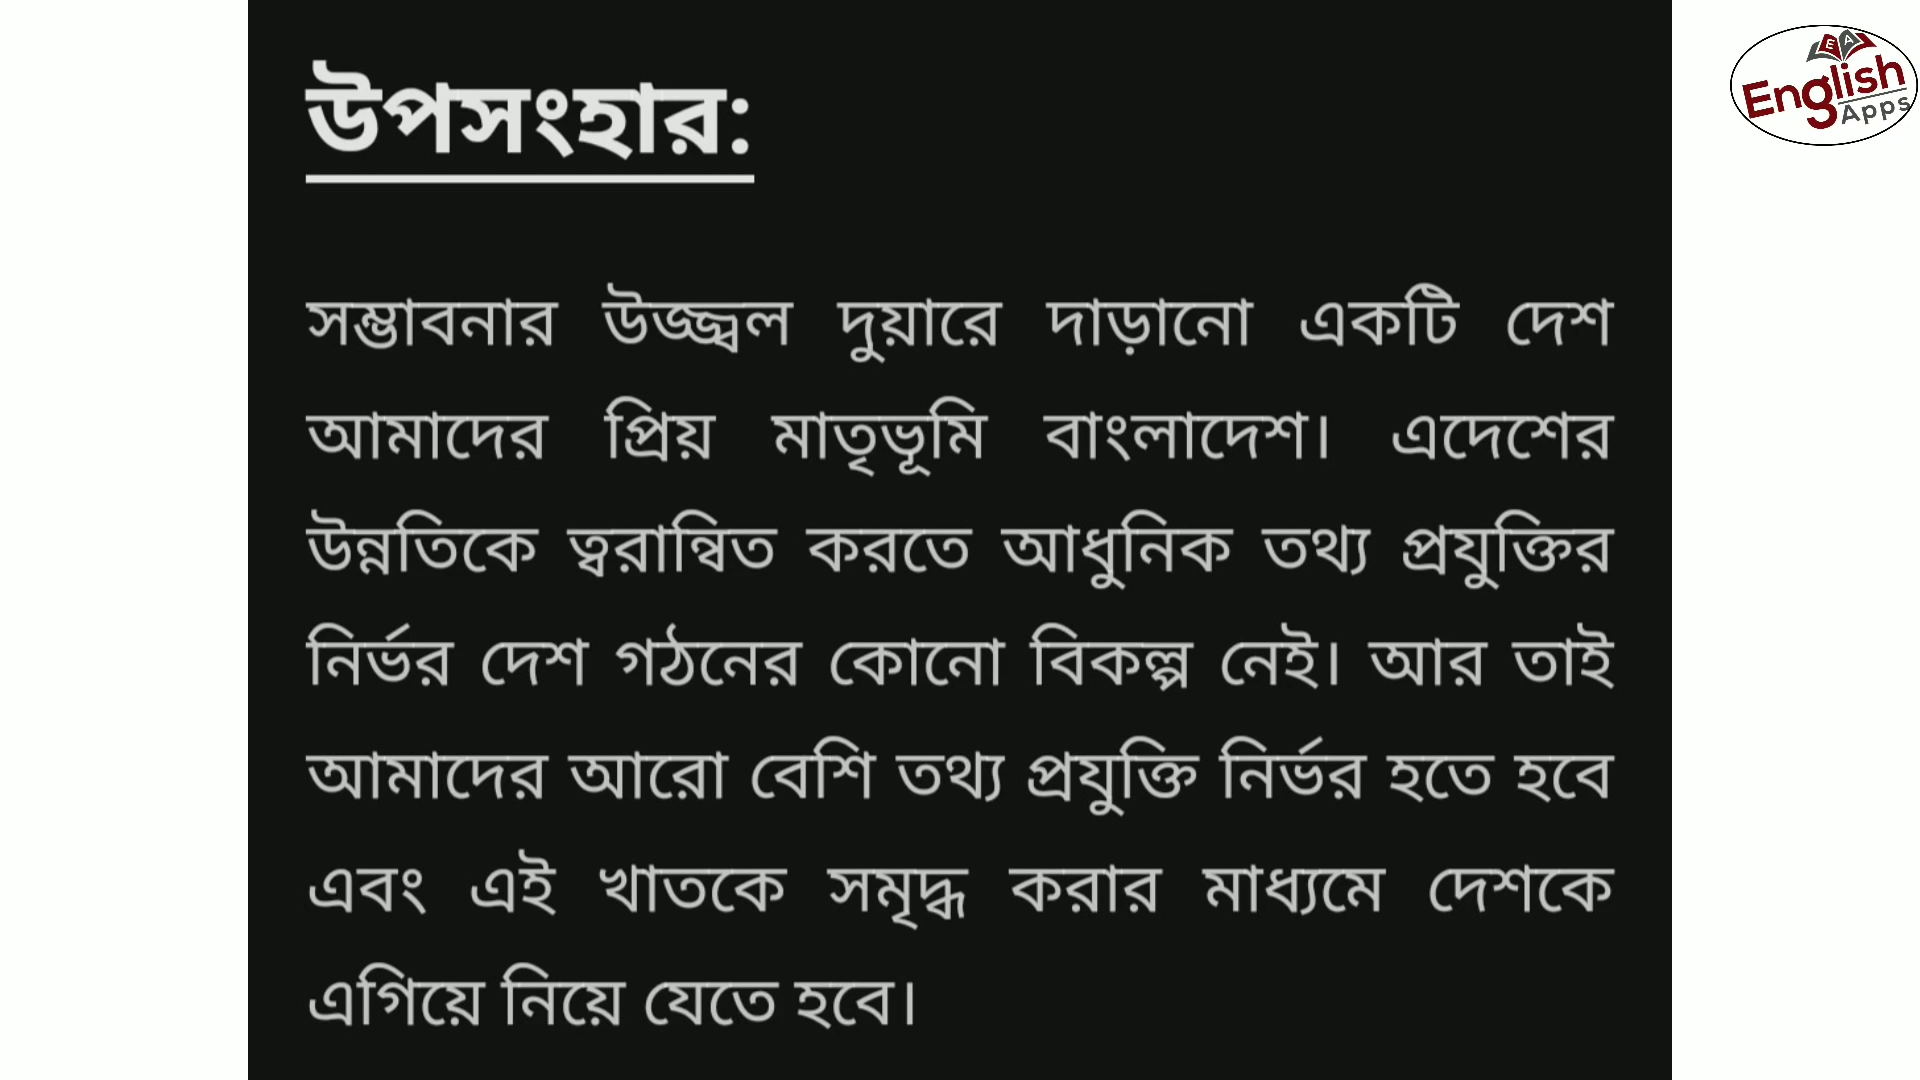 উপসংহার:
সম্ভাবনার উজ্জ্বল দুয়ারে দাড়ানো একটি দেশ
আমাদের প্রিয় মাতৃভূমি বাংলাদেশ। এদেশের
উন্নতিকে ত্বরান্বিত করতে আধুনিক তথ্য প্রযুক্তির
নির্ভর দেশ গঠনের কোনো বিকল্প নেই। আর তাই
আমাদের আরো বেশি তথ্য প্রযুক্তি নির্ভর হতে হবে
এবং এই খাতকে সমৃদ্ধ করার মাধ্যমে দেশকে
এগিয়ে নিয়ে যেতে হবে।
E A
English
Apps